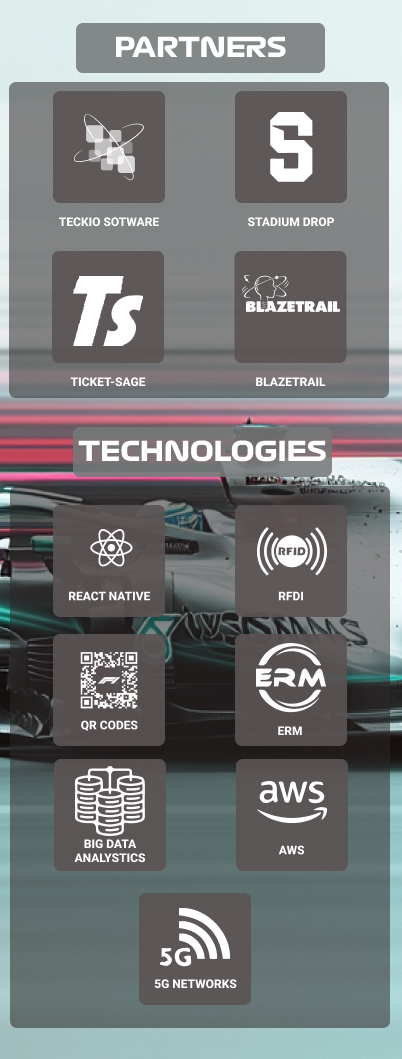 PARTNERS
S
TECKIO SOTWARE
STADIUM DROP
Ts
BLAZETRAIL
TICKET-SAGE
BLAZETRAIL
TECHNOLOGIES
RFID
REACT NATIVE
RFDI
ERM
QR CODES
ERM
aws
BIG DATA
ANALYSTICS
AWS
5G
5G NETWORKS